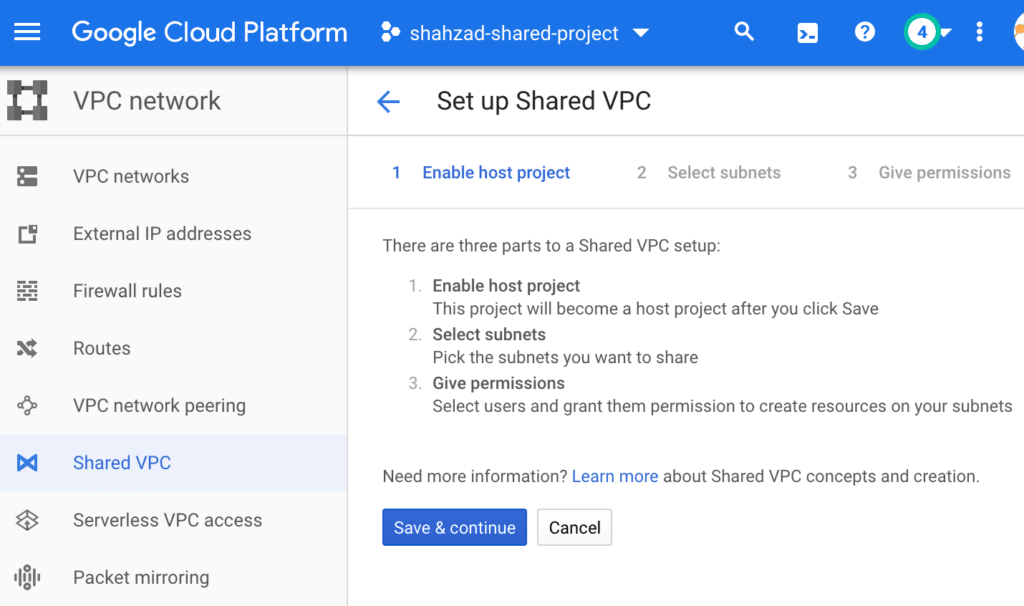 Google Cloud Platform
shahzad-shared-project
4
VPC network
Set up Shared VPC
VPC networks
External IP addresses
Firewall rules
Routes
VPC network peering
Shared VPC
Serverless VPC access
Packet mirroring
1 Enable host project
2 Select subnets
3 Give permissions
There are three parts to a Shared VPC setup:
1. Enable host project
This project will become a host project after you click Save
2. Select subnets
Pick the subnets you want to share
3. Give permissions
Select users and grant them permission to create resources on your subnets
Need more information? Learn more about Shared VPC concepts and creation.
Save & continue
Cancel